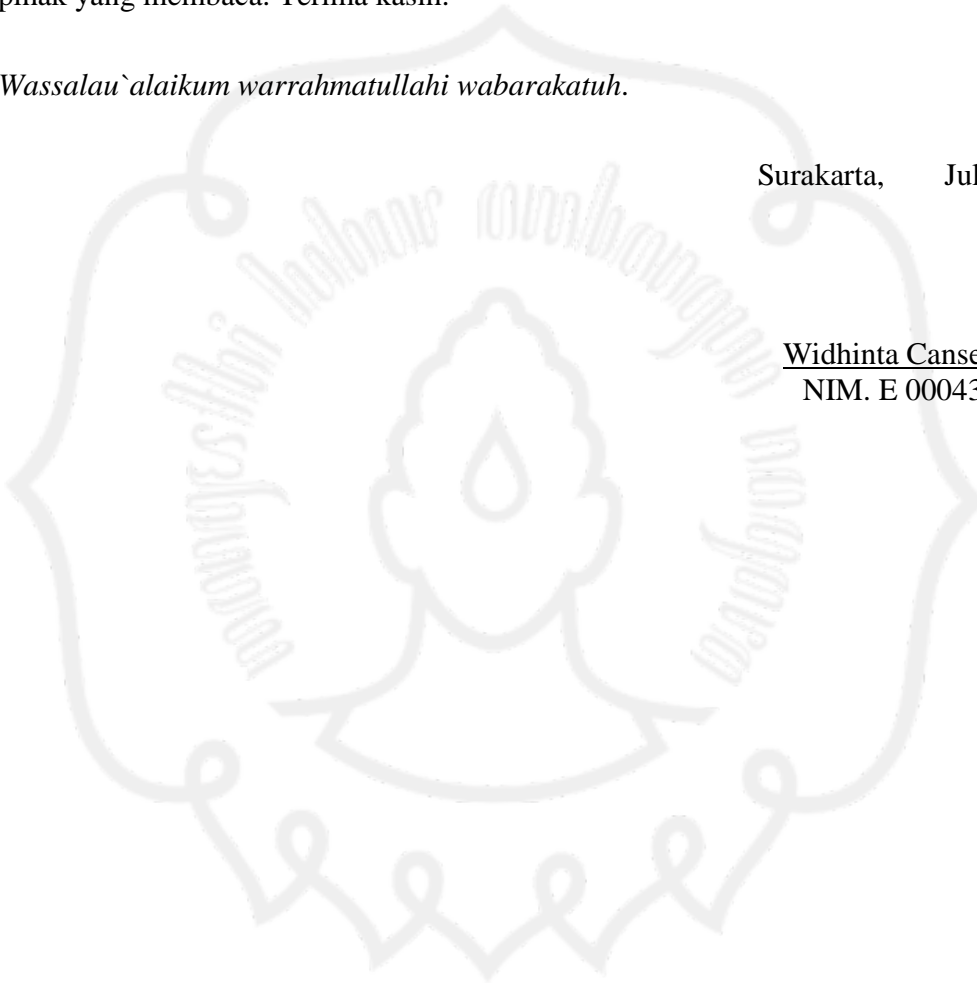 pihak yang membaca. Terima kasih.
Wassalau`alaikum warrahmatullahi wabarakatuh.
Surakarta, Jul
Widhinta Canse
NIM. E 00043